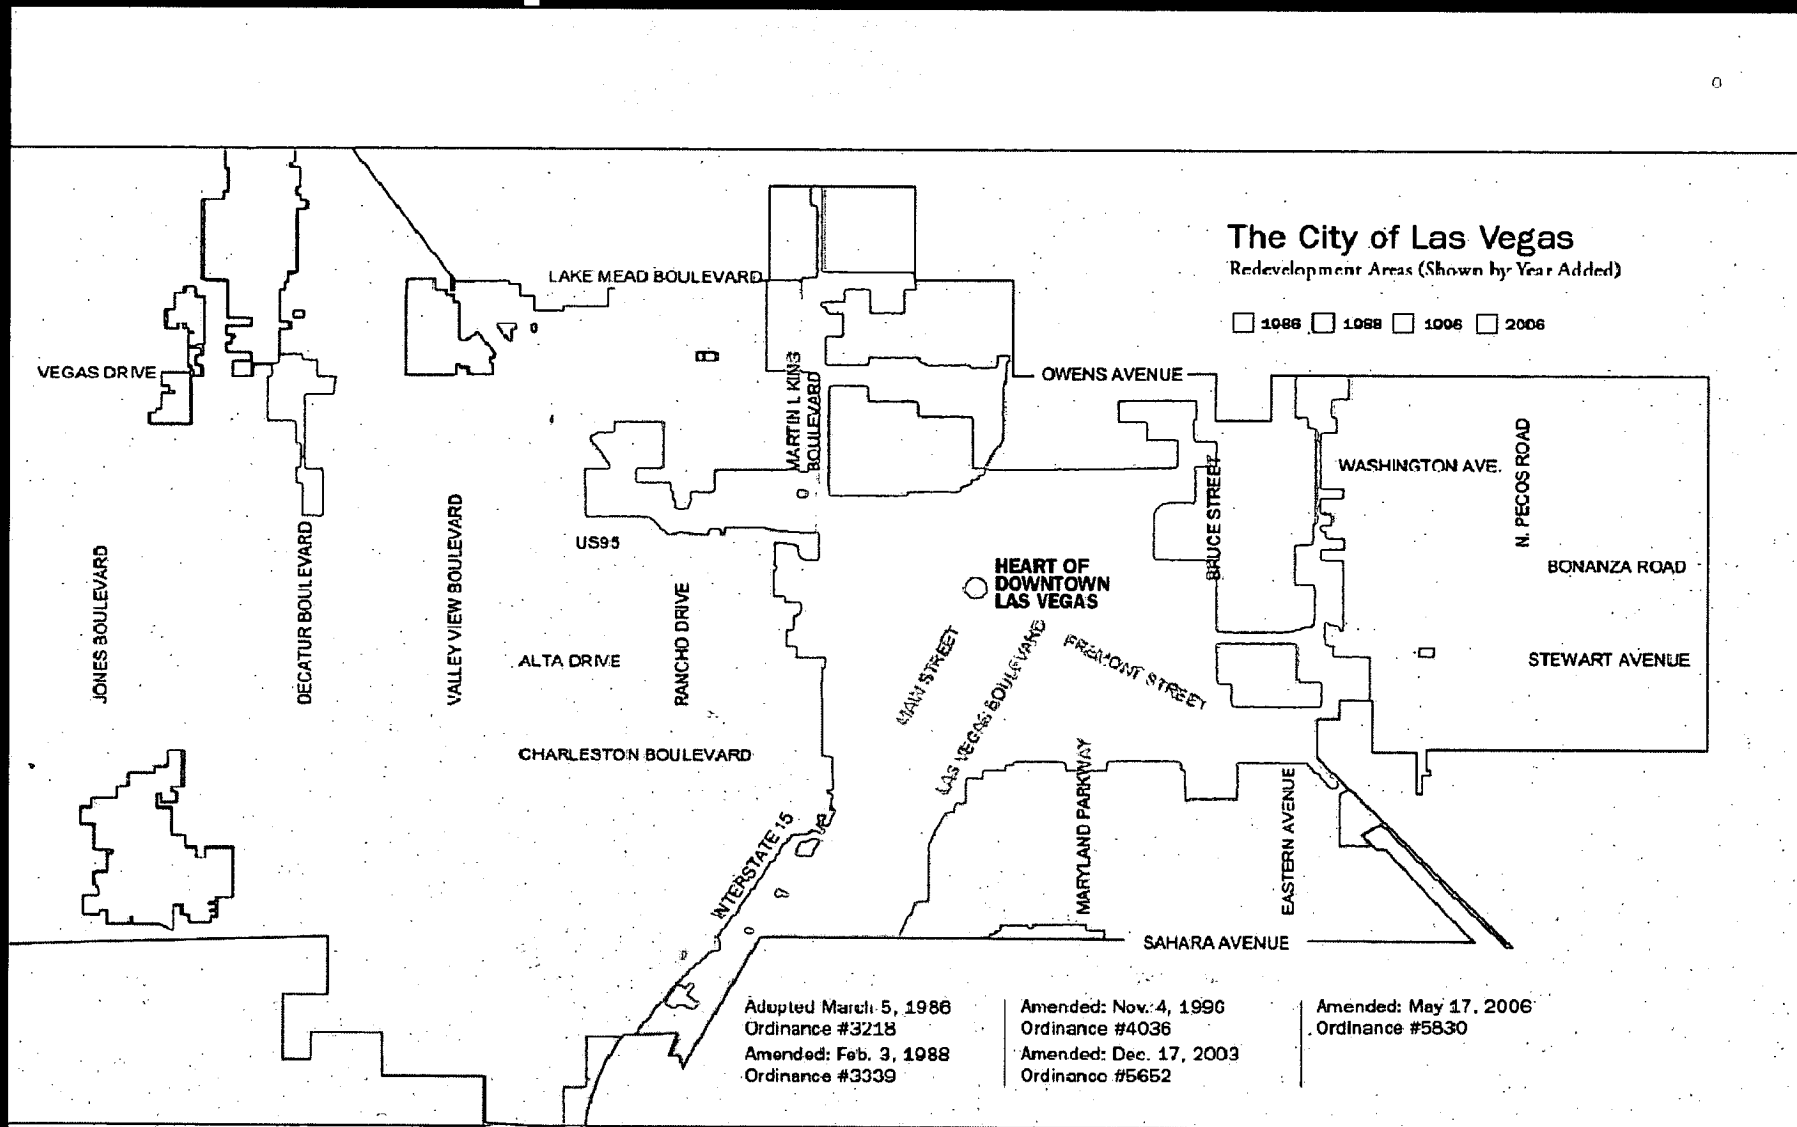 The City of Las Vegas
Redevelopment Areas (Shown by Year Added)
1986 1988 1996 2006
LAKE MEAD BOULEVARD
VEGAS DRIVE
OWENS AVENUE
MARTIN L KING
BOULEVARD
WASHINGTON AVE.
N. PECOS ROAD
BRUCE STREET
US95
JONES BOULEVARD
DECATUR BOULEVARD
VALLEY VIEW BOULEVARD
RANCHO DRIVE
HEART OF
DOWNTOWN
LAS VEGAS
BONANZA ROAD
ALTA DRIVE
MAIN STREET
LAS VEGAS BOULEVARD
FREMONT STREET
STEWART AVENUE
CHARLESTON BOULEVARD
INTERSTATE 15
MARYLAND PARKWAY
EASTERN AVENUE
SAHARA AVENUE
Adopted March 5, 1986
Ordinance #3218
Amended: Feb. 3, 1988
Ordinance #3339
Amended: Nov. 4, 1996
Ordinance #4036
Amended: Dec. 17, 2003
Ordinance #5652
Amended: May 17, 2006
Ordinance #5830